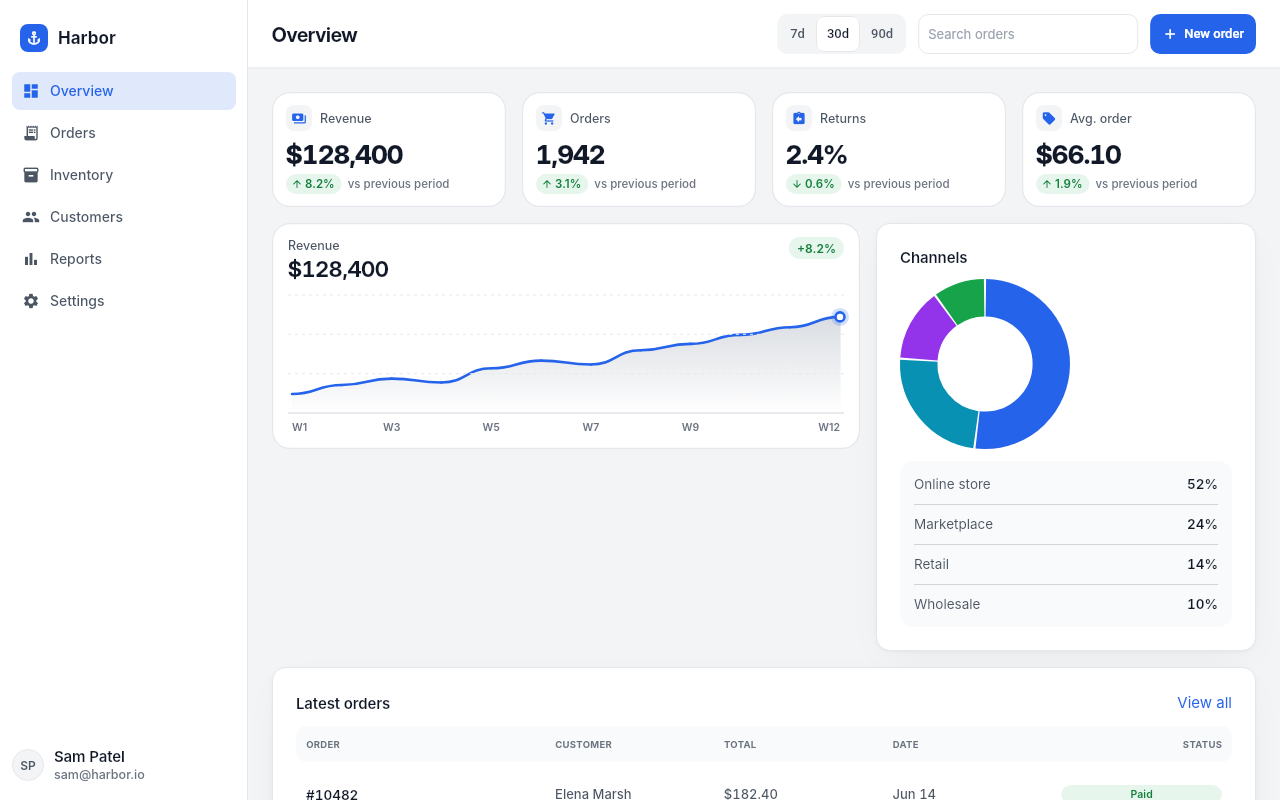 Harbor
Overview
Orders
Inventory
Customers
Reports
Settings
SP
Sam Patel
sam@harbor.io
Overview
7d 30d 90d
Search orders
New order
Revenue
$128,400
↑ 8.2% vs previous period
Orders
1,942
↑ 3.1% vs previous period
Returns
2.4%
↓ 0.6% vs previous period
Avg. order
$66.10
↑ 1.9% vs previous period
Revenue
$128,400
+8.2%
W1 W3 W5 W7 W9 W12
Channels
Online store 52%
Marketplace 24%
Retail 14%
Wholesale 10%
Latest orders
View all
ORDER CUSTOMER TOTAL DATE STATUS
#10482 Elena Marsh $182.40 Jun 14 Paid